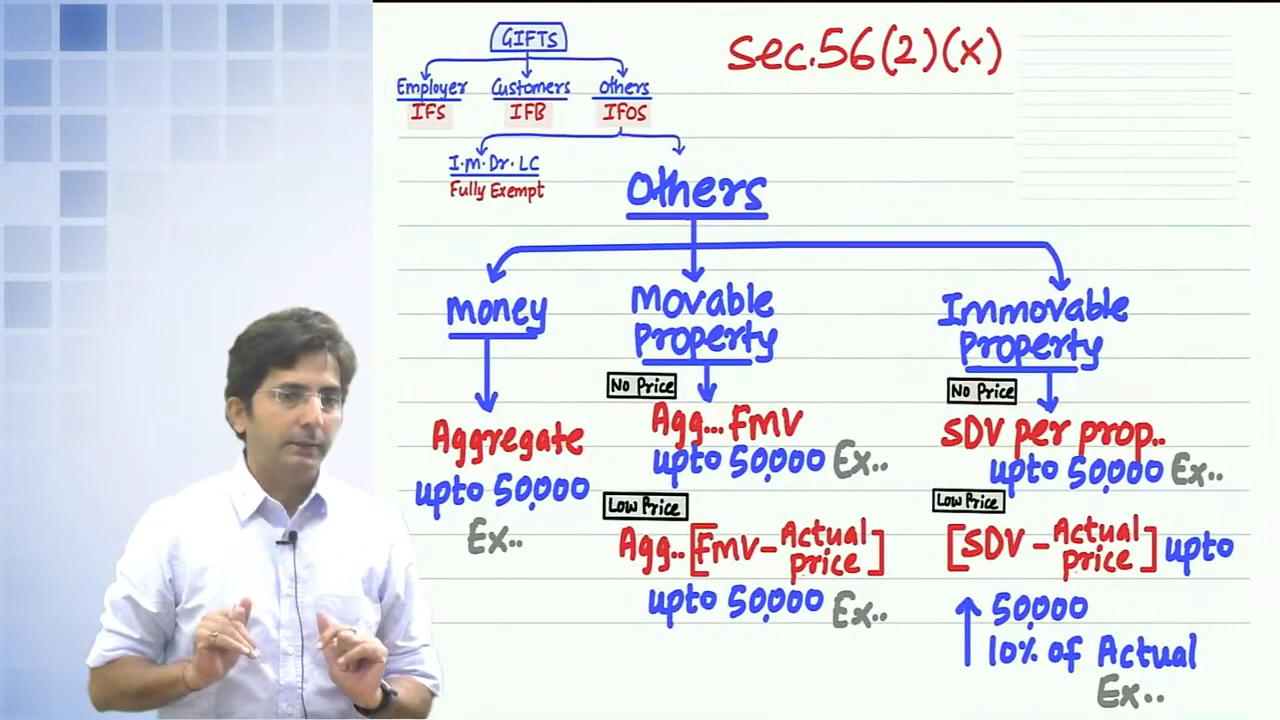 GIFTS
sec.56(2)(x)
Employer
IFS
Customers
IFB
Others
IFOS
I.M.Dr.LC
Fully Exempt
Others
Money
Aggregate
upto 50,000
Ex..
Movable
Property
No Price
Agg... FMV
upto 50,000 Ex..
Low Price
Agg..[FMV-Actual price]
upto 50,000 Ex..
Immovable
Property
No Price
SDV per prop..
upto 50,000 Ex..
Low Price
[SDV - Actual price] upto
↑ 50,000
10% of Actual
Ex..